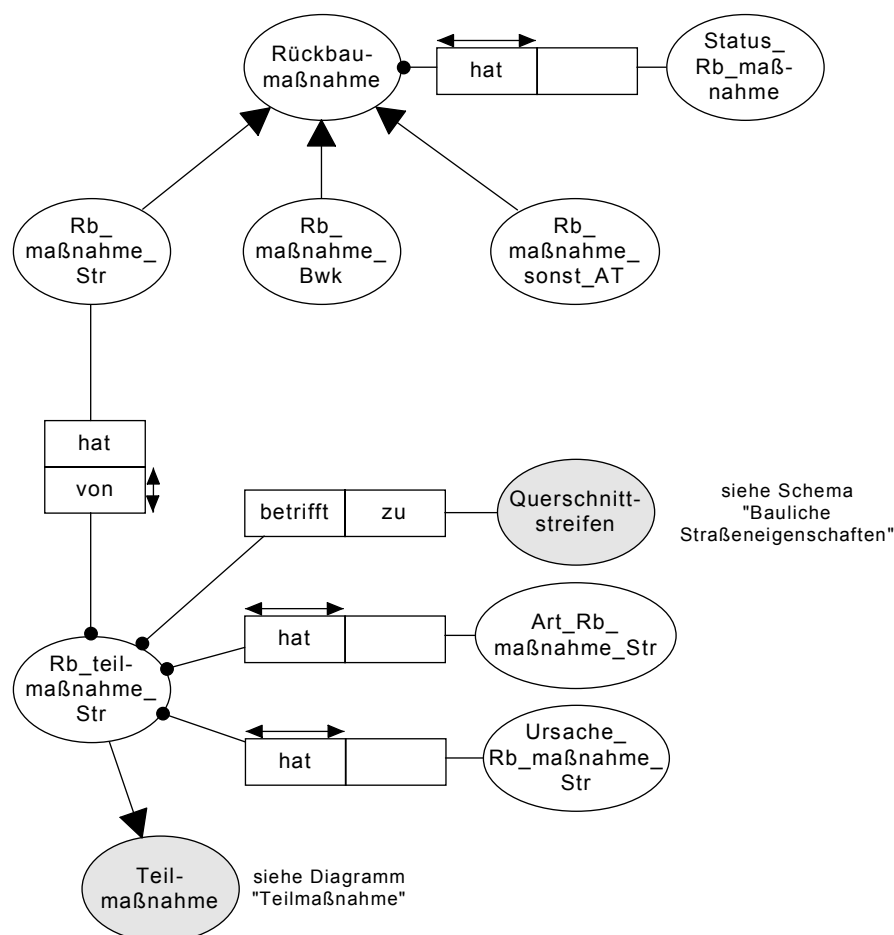 Rückbau-
maßnahme
hat
Status_
Rb_maß-
nahme
Rb_
maßnahme_
Str
Rb_
maßnahme_
Bwk
Rb_
maßnahme_
sonst_AT
hat
von
betrifft
zu
Querschnitt-
streifen
siehe Schema
"Bauliche
Straßeneigenschaften"
hat
Art_Rb_
maßnahme_Str
Rb_teil-
maßnahme_
Str
hat
Ursache_
Rb_maßnahme_
Str
Teil-
maßnahme
siehe Diagramm
"Teilmaßnahme"